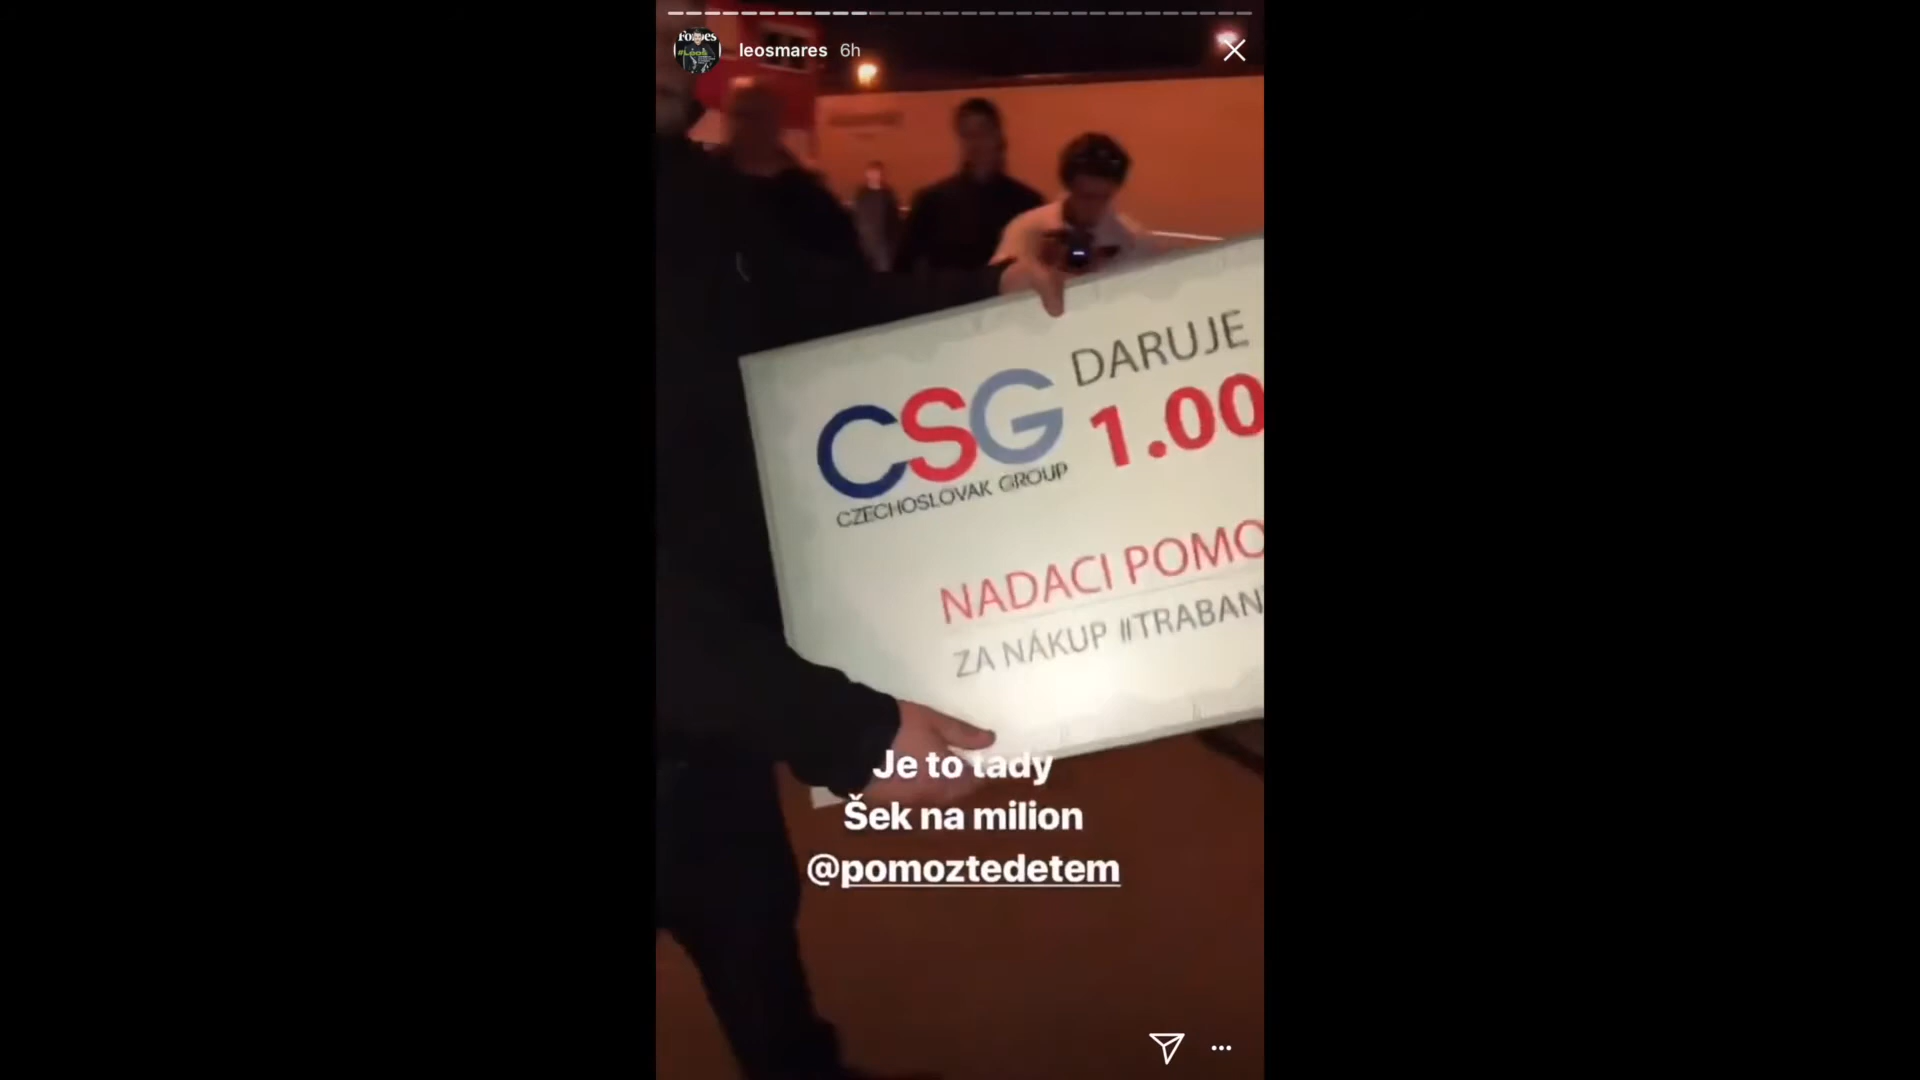 Forbes
leosmares 6h
DARUJE
1.00
CSG
CZECHOSLOVAK GROUP
NADACI POMO
ZA NÁKUP #TRABAN
Je to tady
Šek na milion
@pomoztedetem